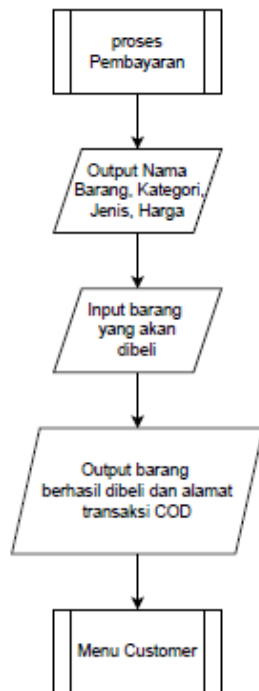 proses
Pembayaran
Output Nama
Barang, Kategori,
Jenis, Harga
Input barang
yang akan
dibeli
Output barang
berhasil dibeli dan alamat
transaksi COD
Menu Customer